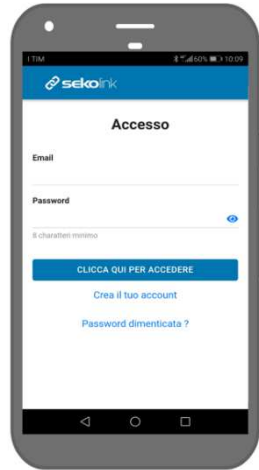 I TIM 60% 10:09
sekolink
Accesso
Email
Password
8 charatteri minimo
CLICCA QUI PER ACCEDERE
Crea il tuo account
Password dimenticata ?